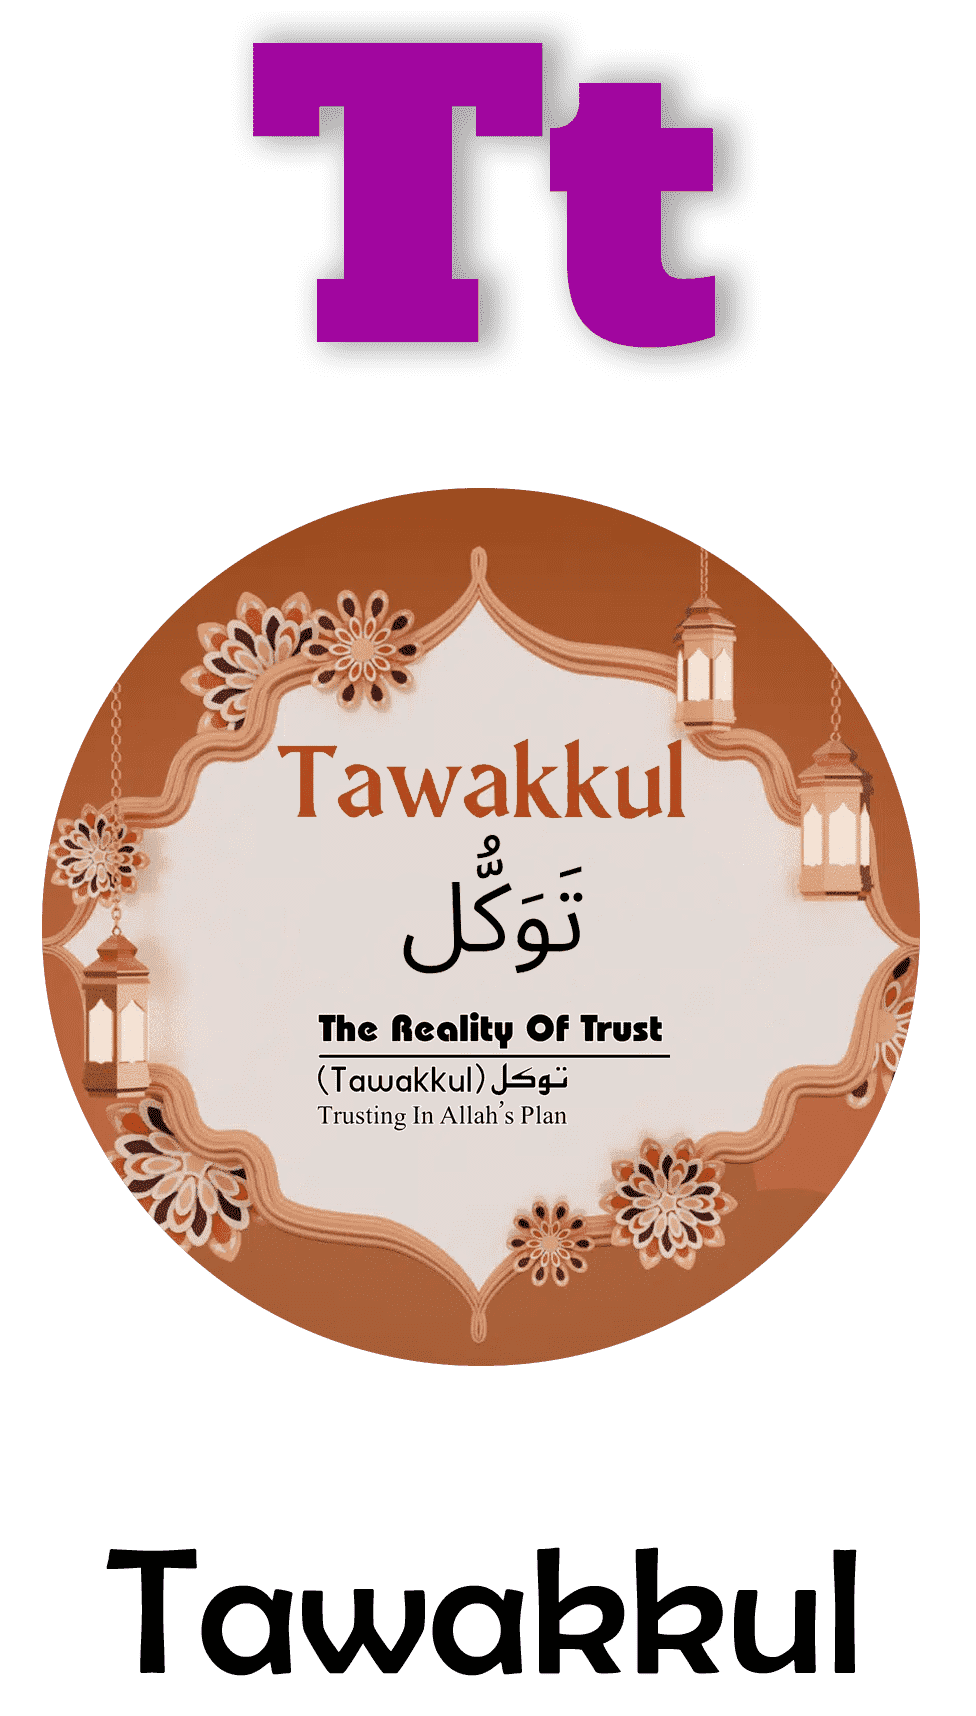 Tt
Tawakkul
تَوَكُّل
The Reality Of Trust
(Tawakkul) توكل
Trusting In Allah's Plan
Tawakkul